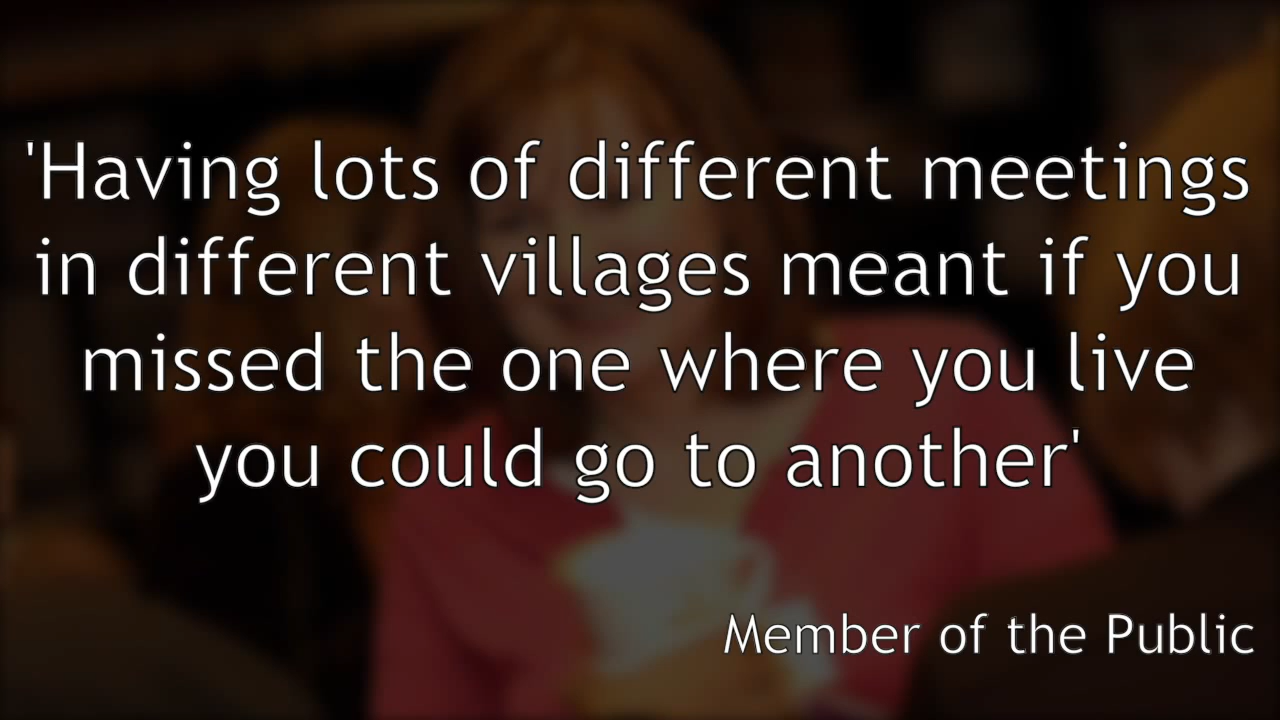 'Having lots of different meetings
in different villages meant if you
missed the one where you live
you could go to another'
Member of the Public